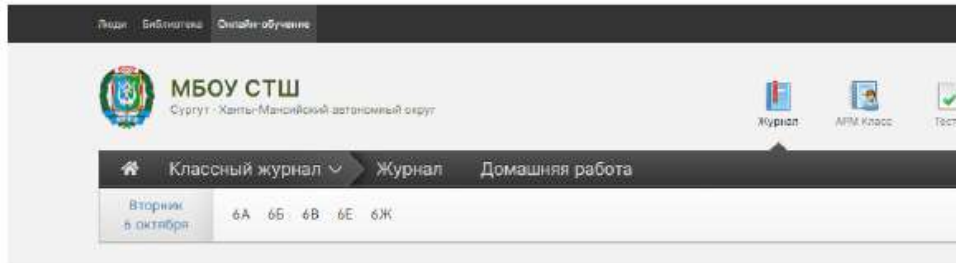 Люди Библиотека Онлайн-обучение
МБОУ СТШ
Сургут · Ханты-Мансийский автономный округ
Журнал АРМ Класс Тест
Классный журнал Журнал Домашняя работа
Вторник
6 октября
6А 6Б 6В 6Е 6Ж